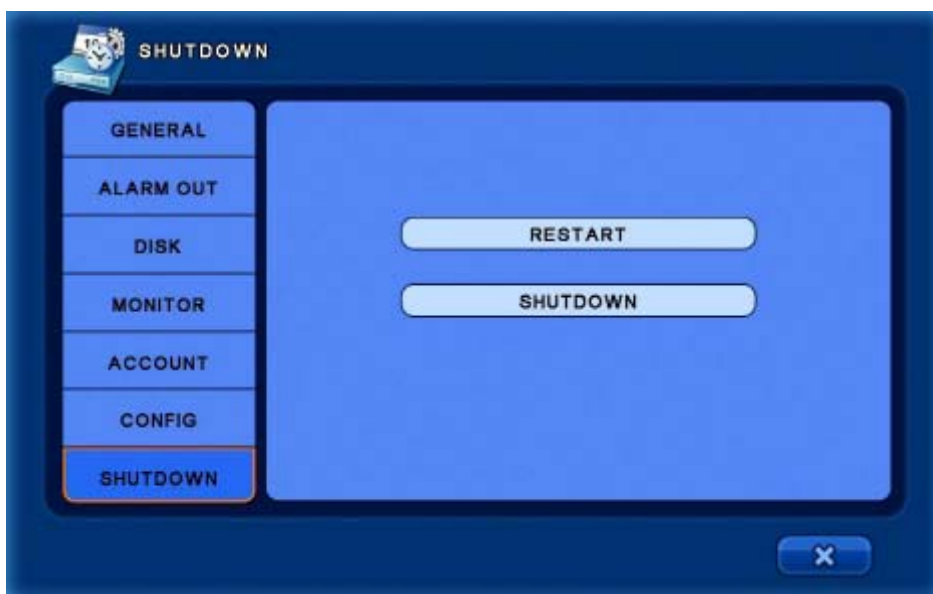 SHUTDOWN
GENERAL
ALARM OUT
DISK
MONITOR
ACCOUNT
CONFIG
SHUTDOWN
RESTART
SHUTDOWN